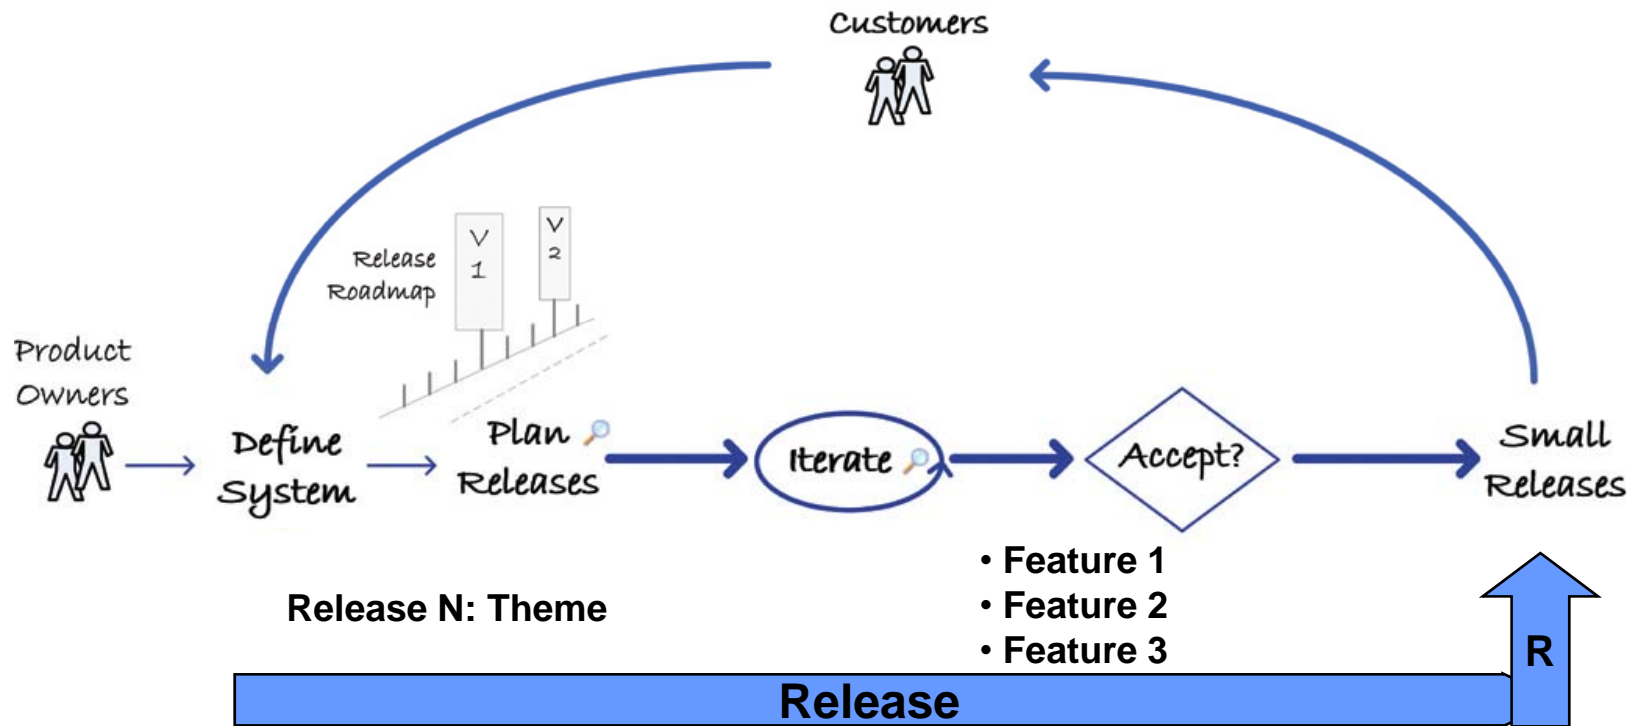 Customers
V
1
V
2
Release
Roadmap
Product
Owners
Define
System
Plan
Releases
Iterate
Accept?
Small
Releases
• Feature 1
• Feature 2
• Feature 3
Release N: Theme
R
Release